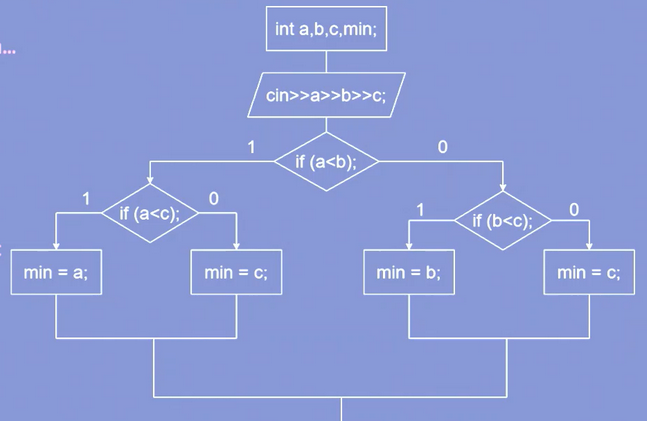 int a,b,c,min;
cin>>a>>b>>c;
1
if (a<b);
0
1
if (a<c);
0
1
if (b<c);
0
min = a;
min = c;
min = b;
min = c;